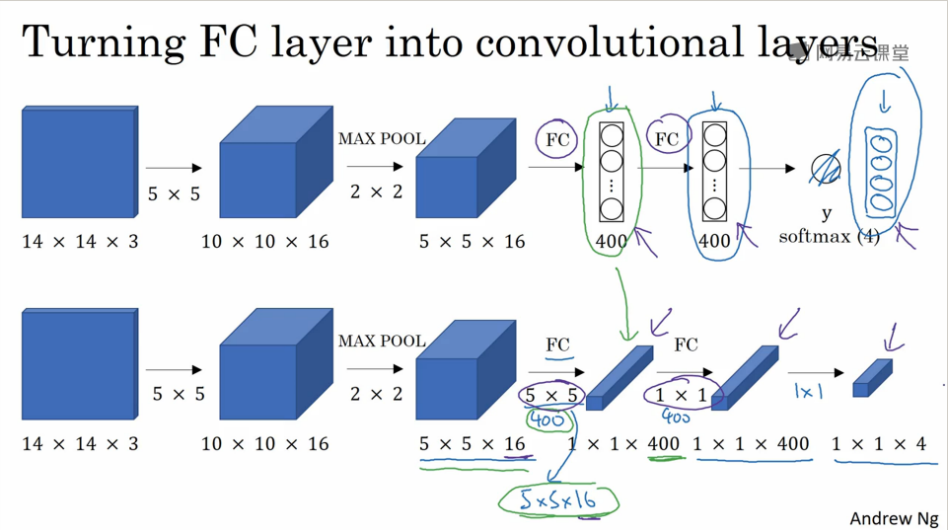 Turning FC layer into convolutional layers
网易云课堂
MAX POOL
FC
FC
5 × 5
2 × 2
y
14 × 14 × 3
10 × 10 × 16
5 × 5 × 16
400
400
softmax (4)
MAX POOL
FC
FC
5 × 5
2 × 2
5 × 5
1 × 1
1×1
400
400
14 × 14 × 3
10 × 10 × 16
5 × 5 × 16
1 × 1 × 400
1 × 1 × 400
1 × 1 × 4
5×5×16
Andrew Ng